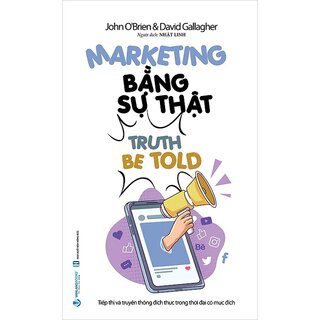 John O'Brien & David Gallagher
Người dịch: NHẬT LINH
MARKETING
BẰNG
SỰ THẬT
TRUTH
BE TOLD
Bē
f
Tiếp thị và truyền thông đích thực trong thời đại có mục đích